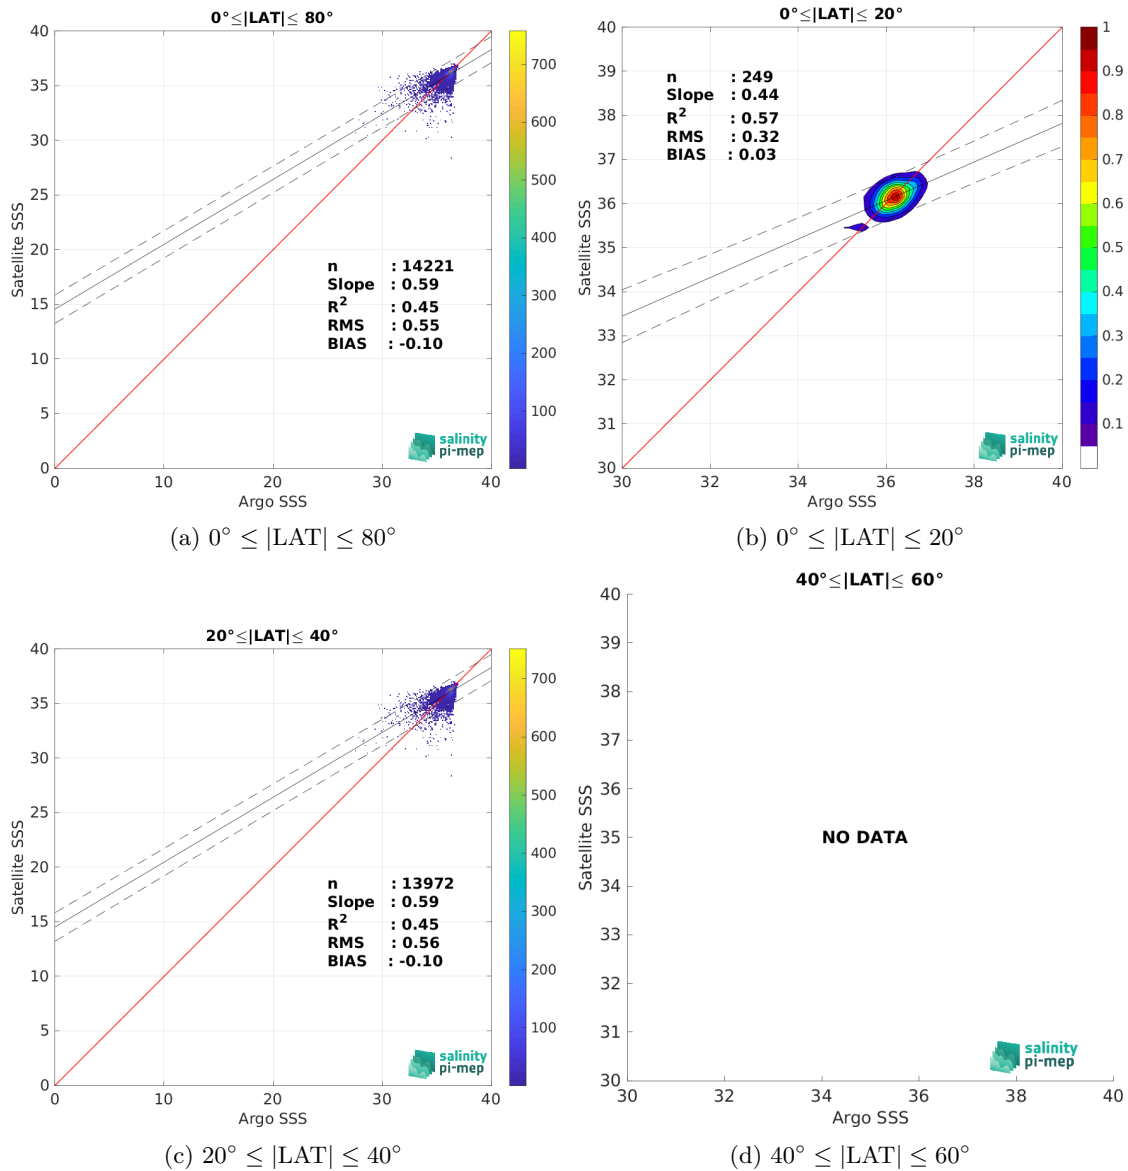 0°≤|LAT|≤ 80°
40
35
30
25
20
15
10
5
0
Satellite SSS
0
10
20
30
40
Argo SSS
700
600
500
400
300
200
100
n : 14221
Slope : 0.59
R² : 0.45
RMS : 0.55
BIAS : -0.10
salinity
pi-mep
(a) 0° ≤ |LAT| ≤ 80°
0°≤|LAT|≤ 20°
40
39
38
37
36
35
34
33
32
31
30
Satellite SSS
30
32
34
36
38
40
Argo SSS
1
0.9
0.8
0.7
0.6
0.5
0.4
0.3
0.2
0.1
n : 249
Slope : 0.44
R² : 0.57
RMS : 0.32
BIAS : 0.03
salinity
pi-mep
(b) 0° ≤ |LAT| ≤ 20°
20°≤|LAT|≤ 40°
40
35
30
25
20
15
10
5
0
Satellite SSS
0
10
20
30
40
Argo SSS
700
600
500
400
300
200
100
n : 13972
Slope : 0.59
R² : 0.45
RMS : 0.56
BIAS : -0.10
salinity
pi-mep
(c) 20° ≤ |LAT| ≤ 40°
40°≤|LAT|≤ 60°
40
39
38
37
36
35
34
33
32
31
30
Satellite SSS
NO DATA
30
32
34
36
38
40
Argo SSS
salinity
pi-mep
(d) 40° ≤ |LAT| ≤ 60°